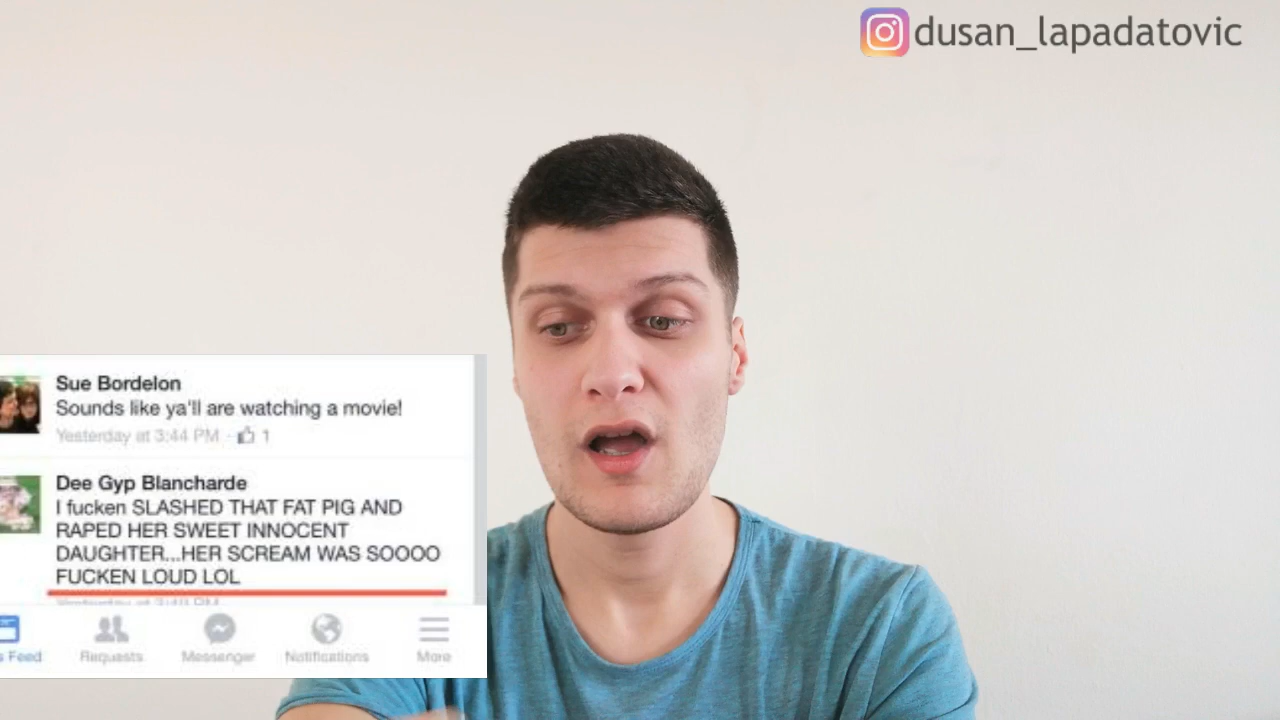 dusan_lapadatovic
Sue Bordelon
Sounds like ya'll are watching a movie!
Yesterday at 3:44 PM · 1
Dee Gyp Blancharde
I fucken SLASHED THAT FAT PIG AND
RAPED HER SWEET INNOCENT
DAUGHTER...HER SCREAM WAS SOOOO
FUCKEN LOUD LOL
Feed
Requests
Messenger
Notifications
More